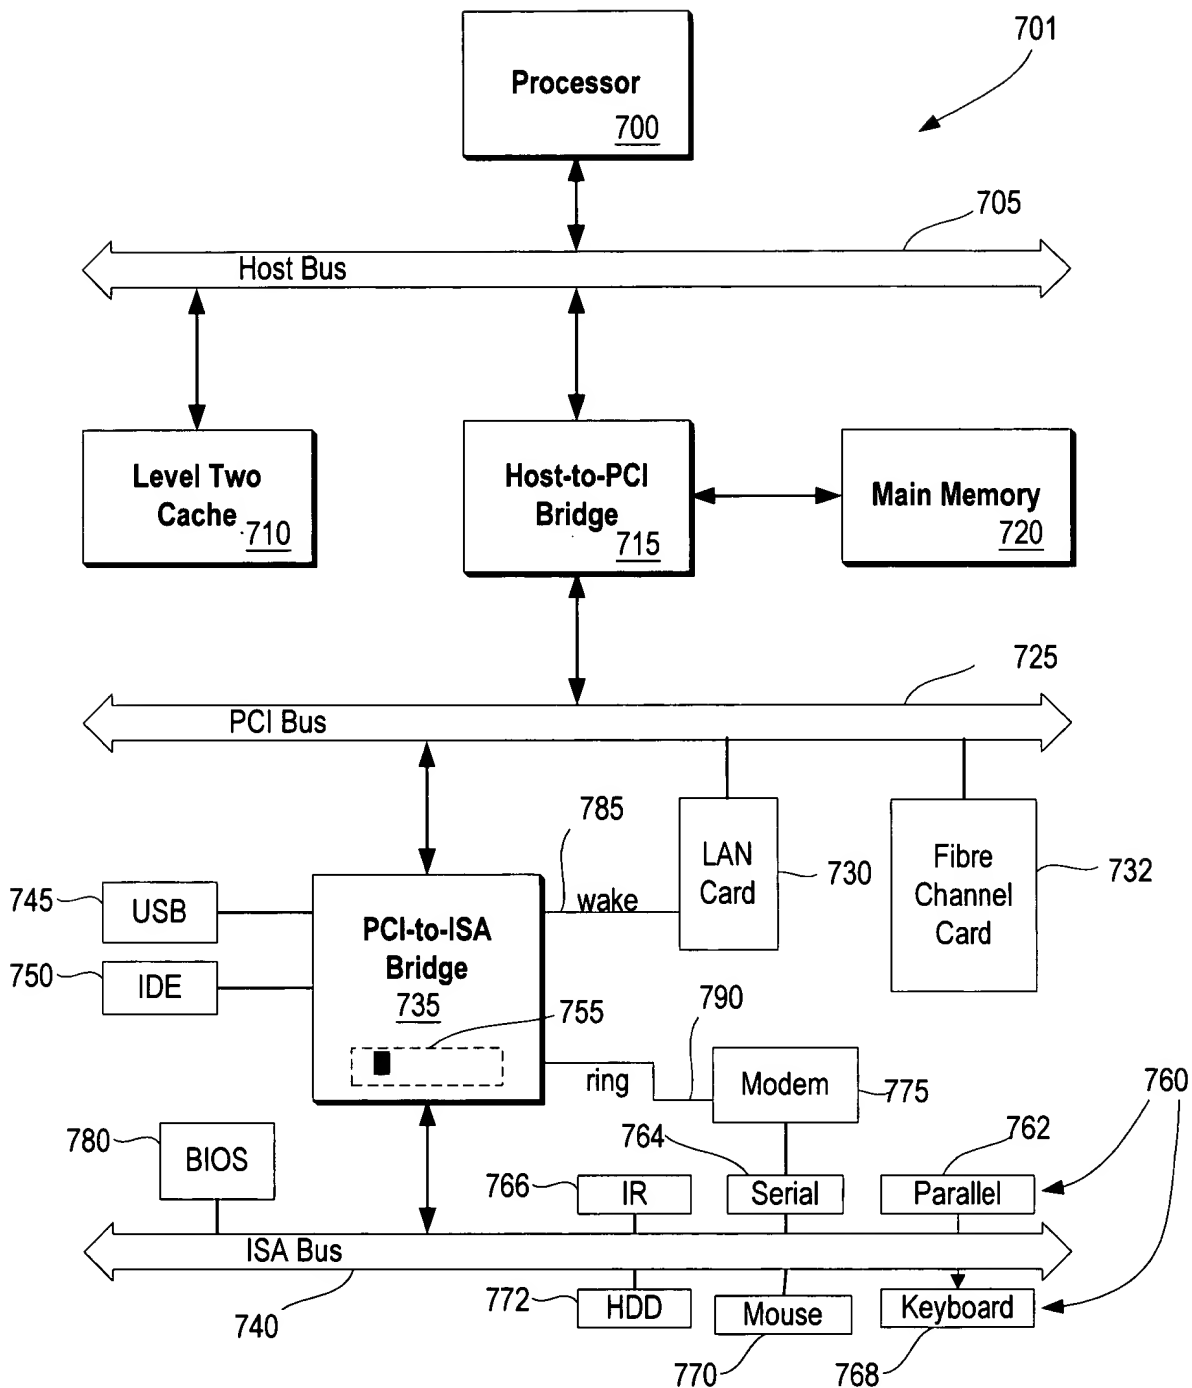 701
Processor
700
705
Host Bus
Level Two
Cache
710
Host-to-PCI
Bridge
715
Main Memory
720
725
PCI Bus
785
LAN
Card
730
Fibre
Channel
Card
732
745
USB
wake
PCI-to-ISA
Bridge
735
750
IDE
755
790
ring
Modem
775
760
780
BIOS
764
762
766
IR
Serial
Parallel
ISA Bus
740
772
HDD
Mouse
Keyboard
770
768